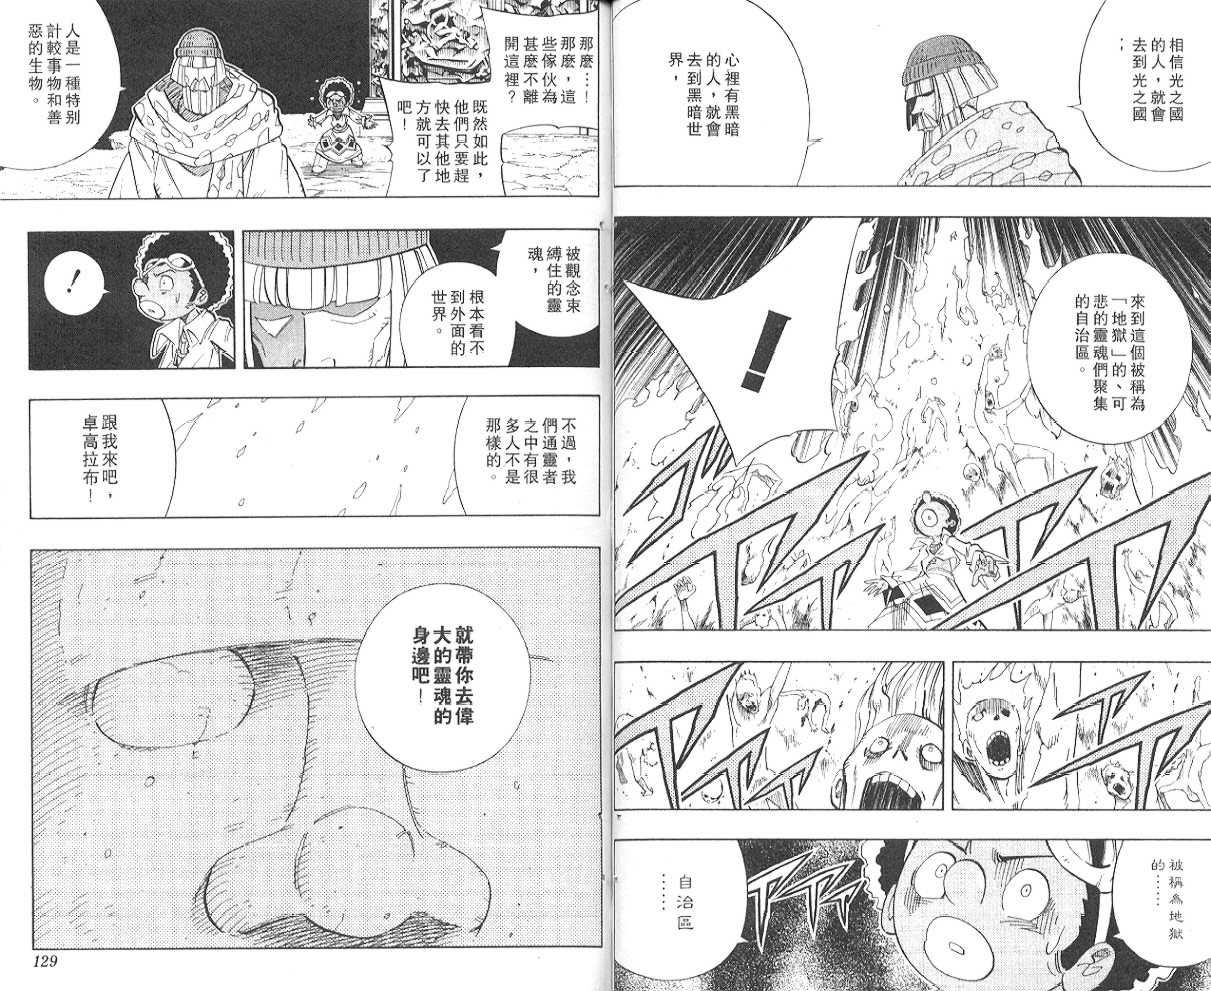 相信光之國
的人，就會
去到光之國
；
心裡有黑暗
的人，就會
去到黑暗世
界，
來到這個被稱為
「地獄」的、可
悲的靈魂們聚集
的自治區。
！
被稱為地獄
的……
自治區
……
那麼…！
那麼，這
些傢伙為
甚麼不離
開這裡？
既然如此，
他們只要趕
快去其他地
方就可以了
吧！
人是一種特別
計較事物和善
惡的生物。
被觀念束
縛住的靈
魂，
根本看不
到外面的
世界。
！
不過，我
們通靈者
之中有很
多人不是
那樣的。
跟我來吧，
卓高拉布！
就帶你去偉
大的靈魂的
身邊吧！
129